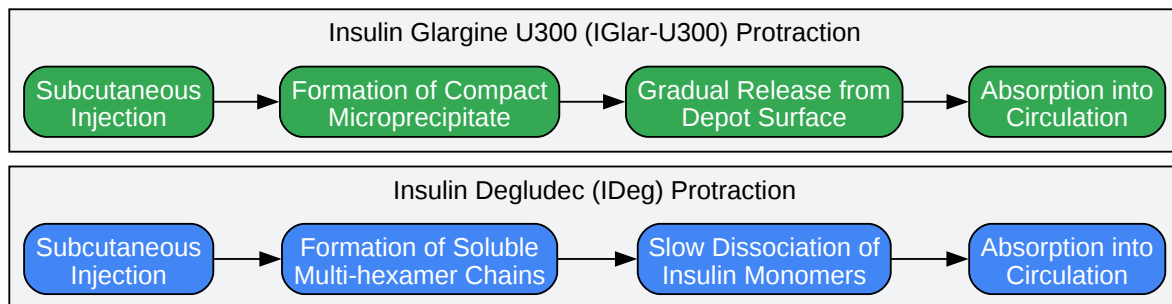 Insulin Glargine U300 (IGlar-U300) Protraction
Subcutaneous
Injection
Formation of Compact
Microprecipitate
Gradual Release from
Depot Surface
Absorption into
Circulation
Insulin Degludec (IDeg) Protraction
Subcutaneous
Injection
Formation of Soluble
Multi-hexamer Chains
Slow Dissociation of
Insulin Monomers
Absorption into
Circulation